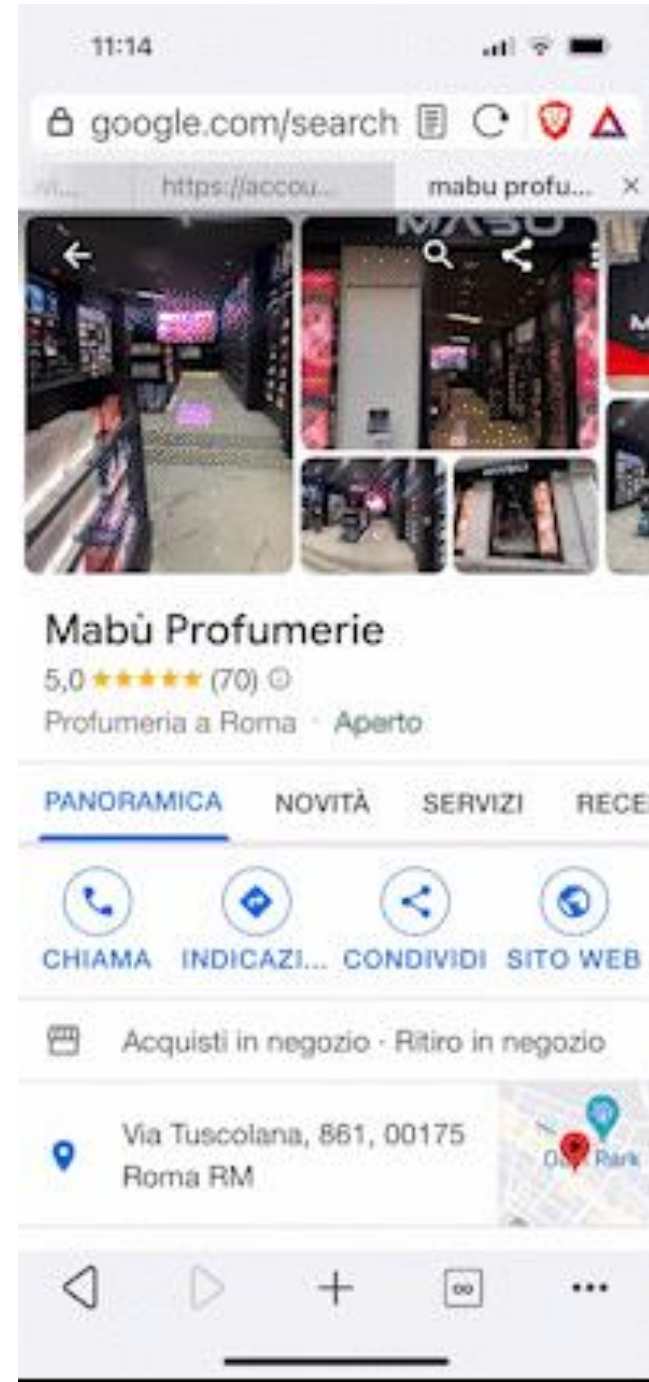 11:14
google.com/search
https://accou... mabu profu... ×
MABU
Mabù Profumerie
5,0 ★★★★★ (70)
Profumeria a Roma · Aperto
PANORAMICA NOVITÀ SERVIZI RECE
CHIAMA INDICAZI... CONDIVIDI SITO WEB
Acquisti in negozio · Ritiro in negozio
Via Tuscolana, 861, 00175
Roma RM
Park